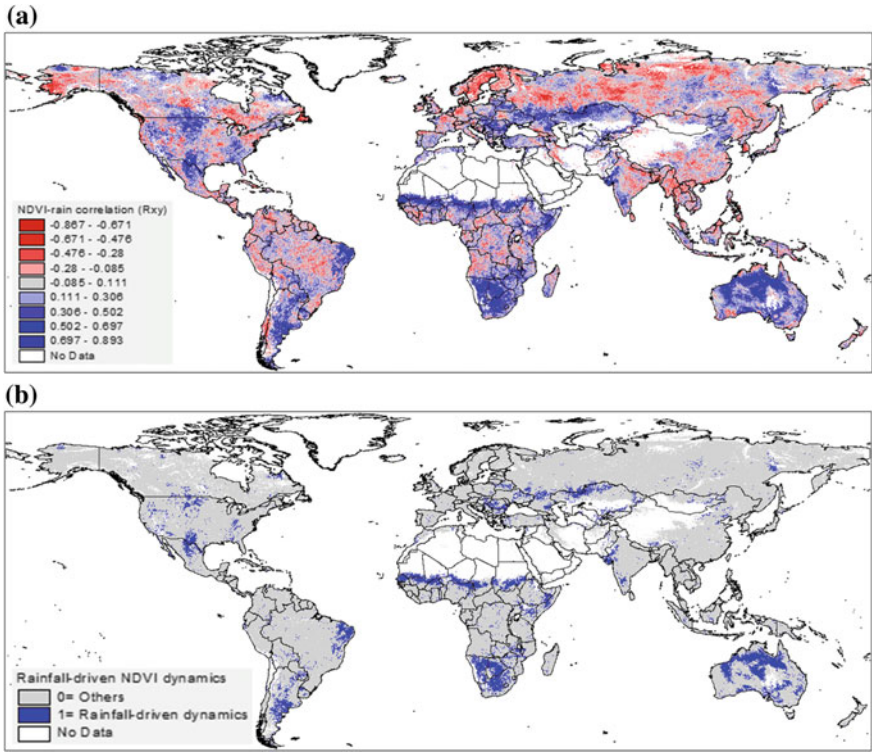 (a)
NDVI-rain correlation (Rxy)
-0.867 - -0.671
-0.671 - -0.476
-0.476 - -0.28
-0.28 - -0.085
-0.085 - 0.111
0.111 - 0.306
0.306 - 0.502
0.502 - 0.697
0.697 - 0.893
No Data
(b)
Rainfall-driven NDVI dynamics
0= Others
1= Rainfall-driven dynamics
No Data